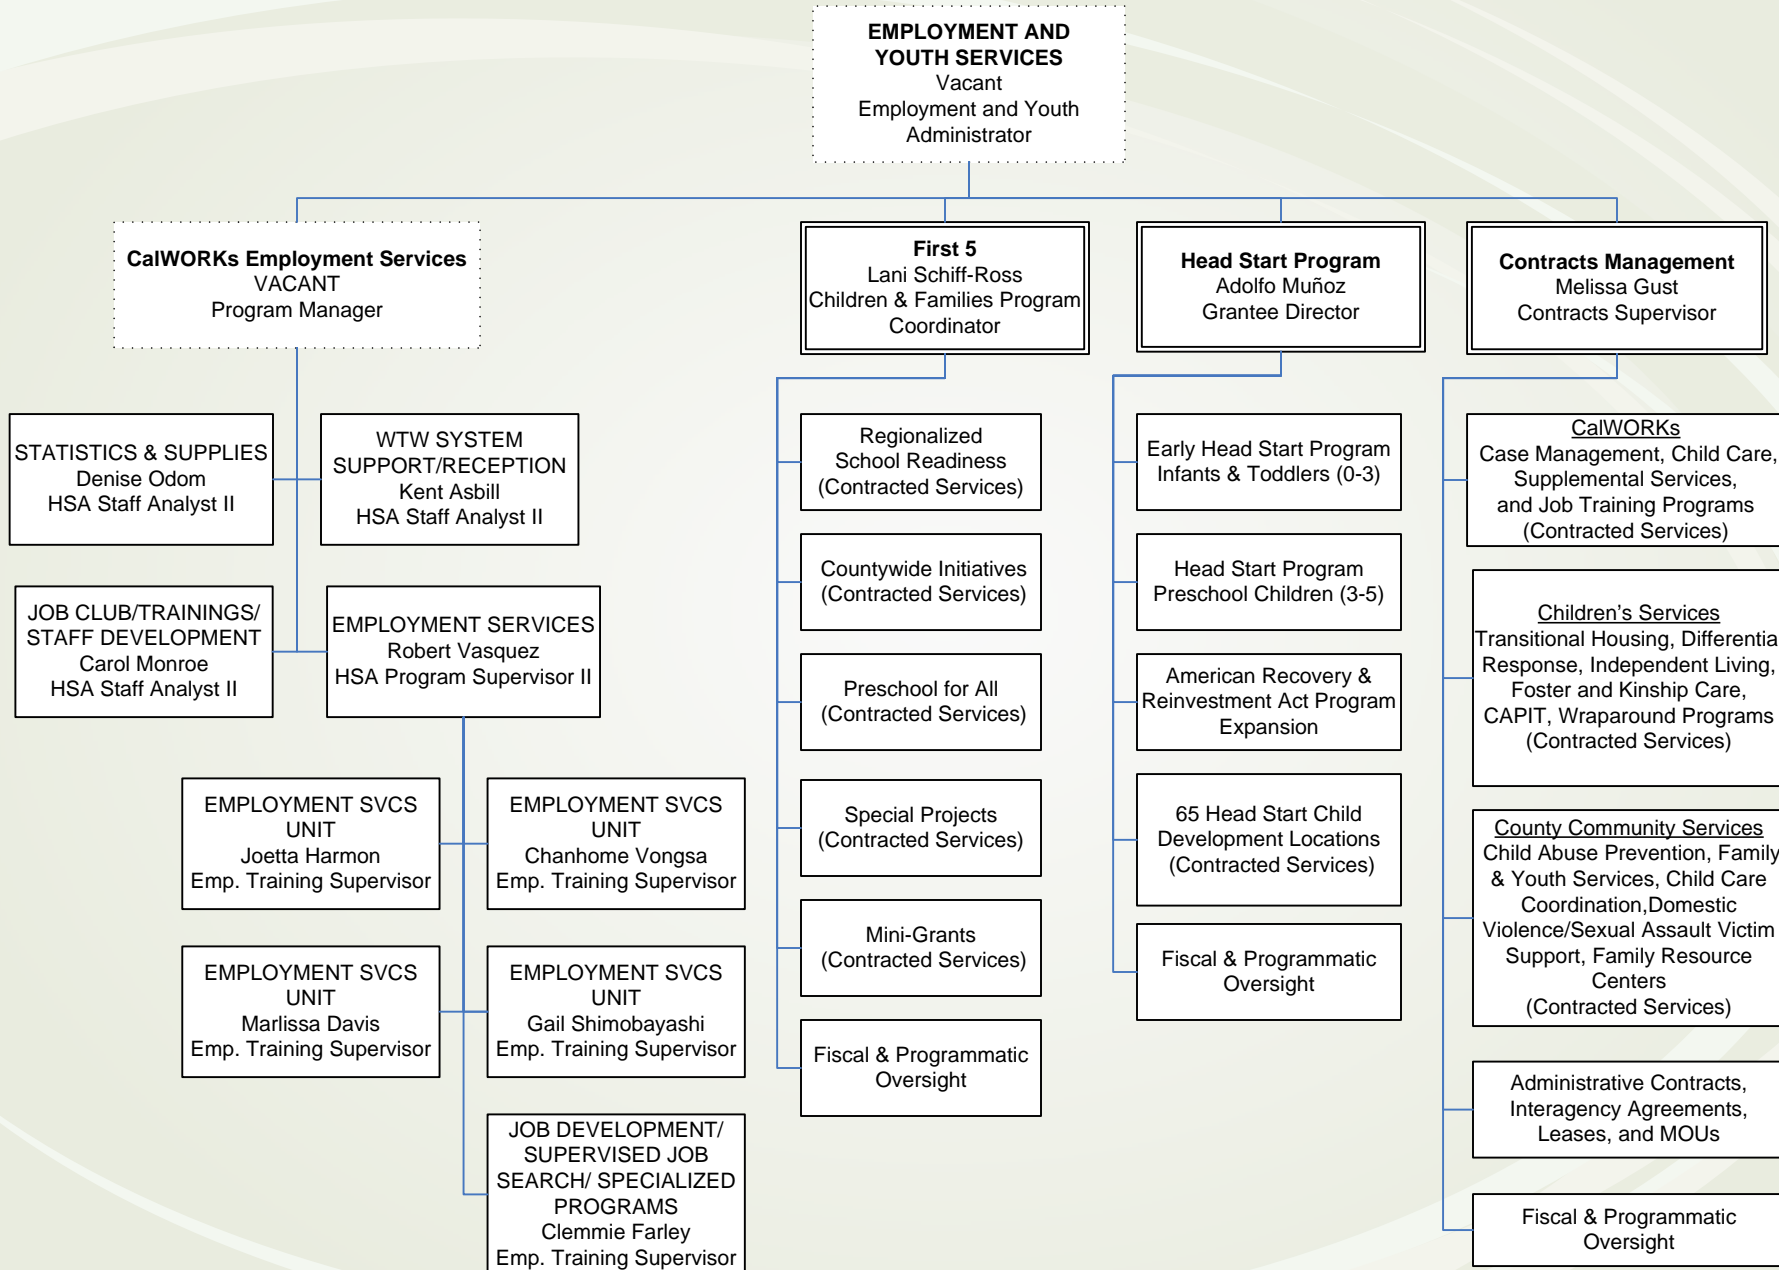 EMPLOYMENT AND
YOUTH SERVICES
Vacant
Employment and Youth
Administrator
CalWORKs Employment Services
VACANT
Program Manager
First 5
Lani Schiff-Ross
Children & Families Program
Coordinator
Head Start Program
Adolfo Muñoz
Grantee Director
Contracts Management
Melissa Gust
Contracts Supervisor
STATISTICS & SUPPLIES
Denise Odom
HSA Staff Analyst II
WTW SYSTEM
SUPPORT/RECEPTION
Kent Asbill
HSA Staff Analyst II
JOB CLUB/TRAININGS/
STAFF DEVELOPMENT
Carol Monroe
HSA Staff Analyst II
EMPLOYMENT SERVICES
Robert Vasquez
HSA Program Supervisor II
EMPLOYMENT SVCS
UNIT
Joetta Harmon
Emp. Training Supervisor
EMPLOYMENT SVCS
UNIT
Chanhome Vongsa
Emp. Training Supervisor
EMPLOYMENT SVCS
UNIT
Marlissa Davis
Emp. Training Supervisor
EMPLOYMENT SVCS
UNIT
Gail Shimobayashi
Emp. Training Supervisor
JOB DEVELOPMENT/
SUPERVISED JOB
SEARCH/ SPECIALIZED
PROGRAMS
Clemmie Farley
Emp. Training Supervisor
Regionalized
School Readiness
(Contracted Services)
Countywide Initiatives
(Contracted Services)
Preschool for All
(Contracted Services)
Special Projects
(Contracted Services)
Mini-Grants
(Contracted Services)
Fiscal & Programmatic
Oversight
Early Head Start Program
Infants & Toddlers (0-3)
Head Start Program
Preschool Children (3-5)
American Recovery &
Reinvestment Act Program
Expansion
65 Head Start Child
Development Locations
(Contracted Services)
Fiscal & Programmatic
Oversight
CalWORKs
Case Management, Child Care,
Supplemental Services,
and Job Training Programs
(Contracted Services)
Children’s Services
Transitional Housing, Differentia
Response, Independent Living,
Foster and Kinship Care,
CAPIT, Wraparound Programs
(Contracted Services)
County Community Services
Child Abuse Prevention, Family
& Youth Services, Child Care
Coordination,Domestic
Violence/Sexual Assault Victim
Support, Family Resource
Centers
(Contracted Services)
Administrative Contracts,
Interagency Agreements,
Leases, and MOUs
Fiscal & Programmatic
Oversight